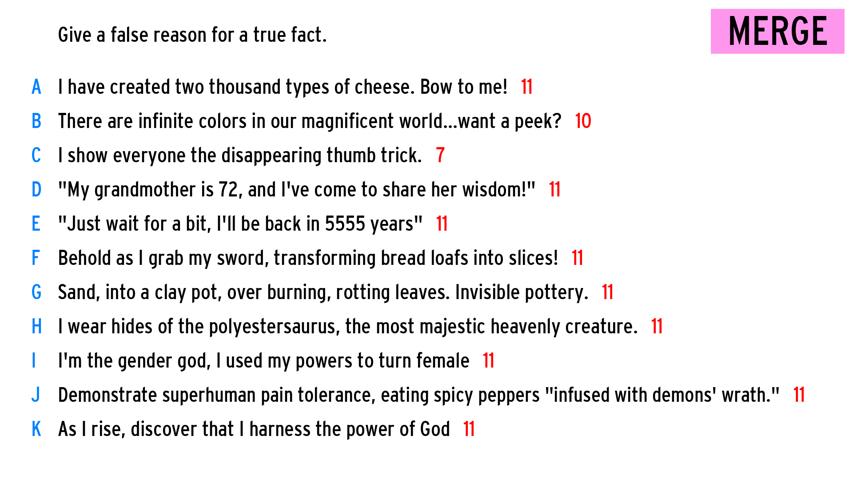 Give a false reason for a true fact.
MERGE
A I have created two thousand types of cheese. Bow to me! 11
B There are infinite colors in our magnificent world...want a peek? 10
C I show everyone the disappearing thumb trick. 7
D "My grandmother is 72, and I've come to share her wisdom!" 11
E "Just wait for a bit, I'll be back in 5555 years" 11
F Behold as I grab my sword, transforming bread loafs into slices! 11
G Sand, into a clay pot, over burning, rotting leaves. Invisible pottery. 11
H I wear hides of the polyestersaurus, the most majestic heavenly creature. 11
I I'm the gender god, I used my powers to turn female 11
J Demonstrate superhuman pain tolerance, eating spicy peppers "infused with demons' wrath." 11
K As I rise, discover that I harness the power of God 11